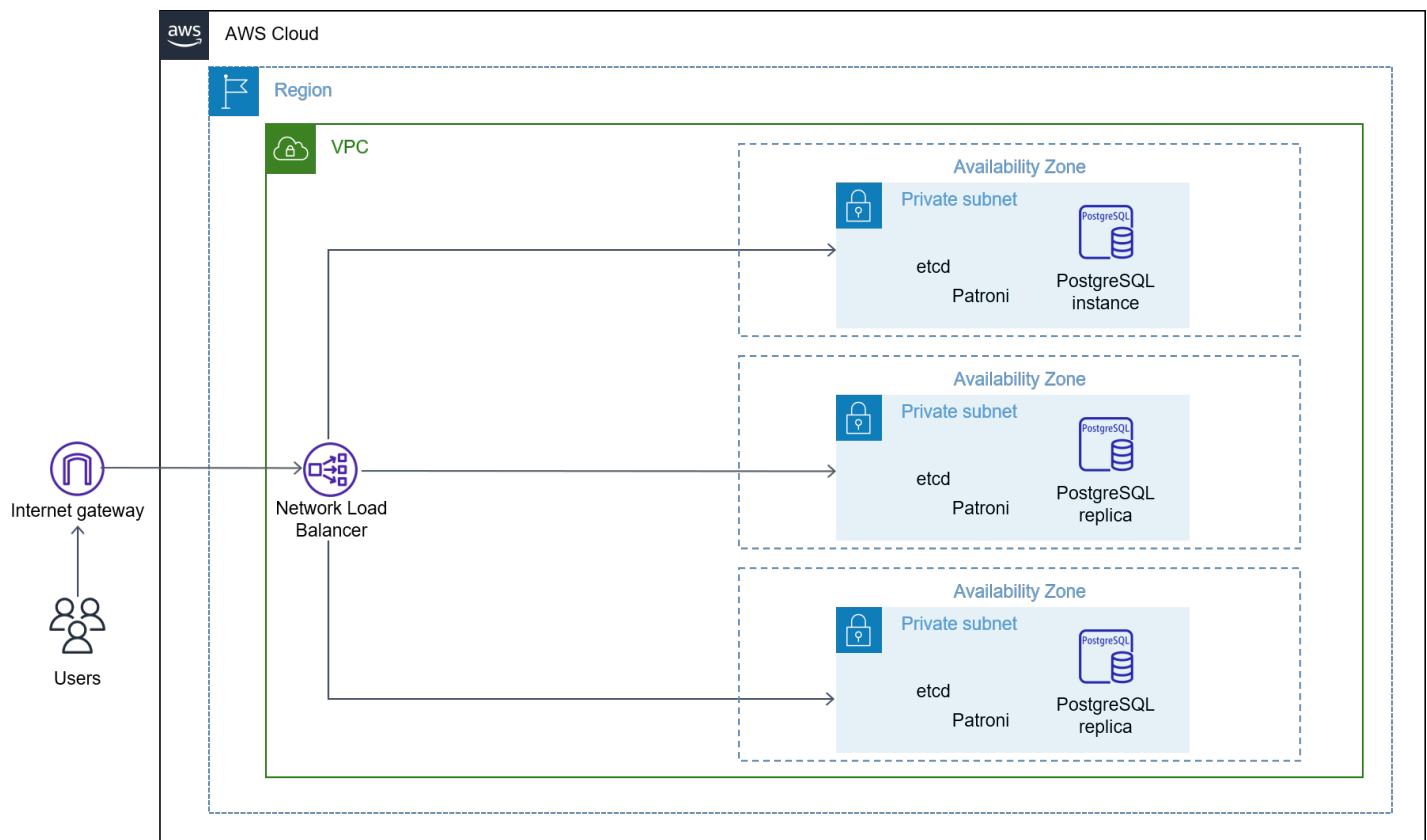 aws
AWS Cloud
Region
VPC
Availability Zone
Private subnet
PostgreSQL
etcd
Patroni
PostgreSQL
instance
Availability Zone
Private subnet
PostgreSQL
etcd
Patroni
PostgreSQL
replica
Internet gateway
Network Load
Balancer
Availability Zone
Private subnet
PostgreSQL
Users
etcd
Patroni
PostgreSQL
replica